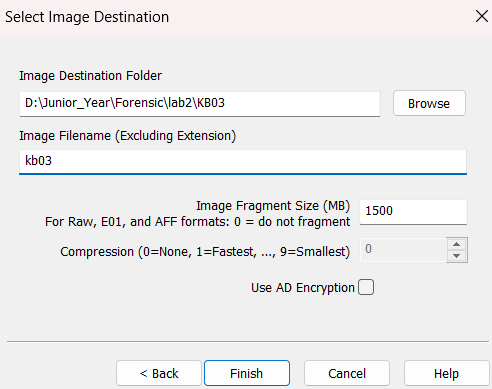 Select Image Destination
Image Destination Folder
D:\Junior_Year\Forensic\lab2\KB03
Browse
Image Filename (Excluding Extension)
kb03
Image Fragment Size (MB)
1500
For Raw, E01, and AFF formats: 0 = do not fragment
Compression (0=None, 1=Fastest, ..., 9=Smallest)
0
Use AD Encryption
< Back
Finish
Cancel
Help